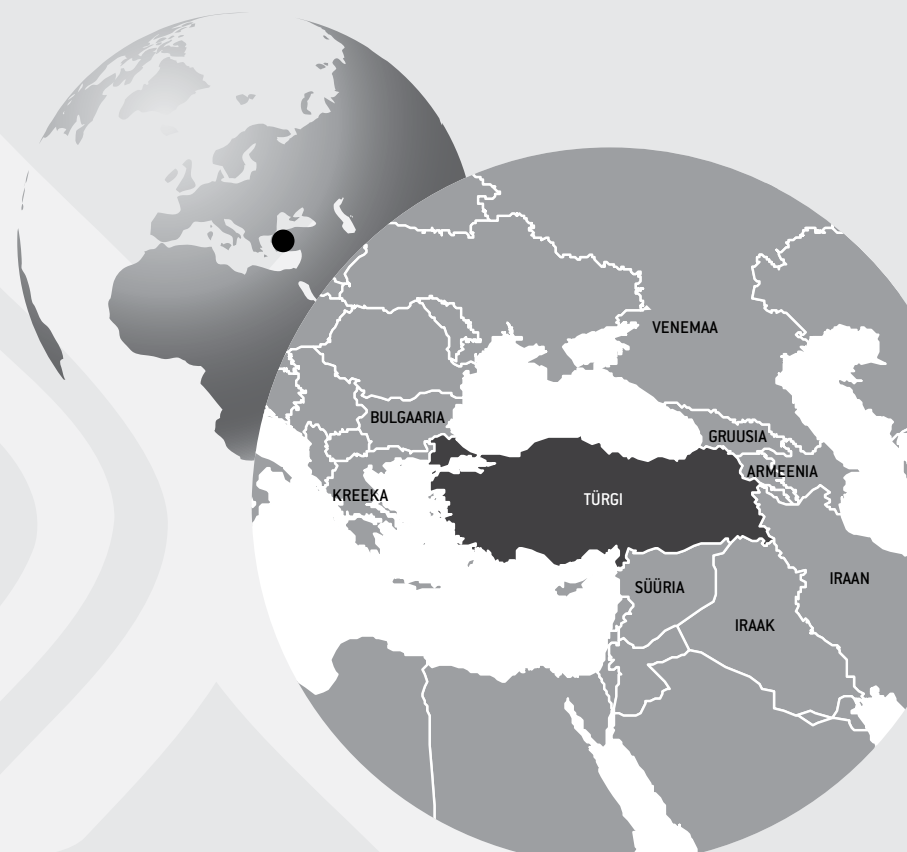 VENEMAA
BULGAARIA
GRUUSIA
ARMEENIA
KREEKA
TÜRGI
IRAAN
SÜÜRIA
IRAAK